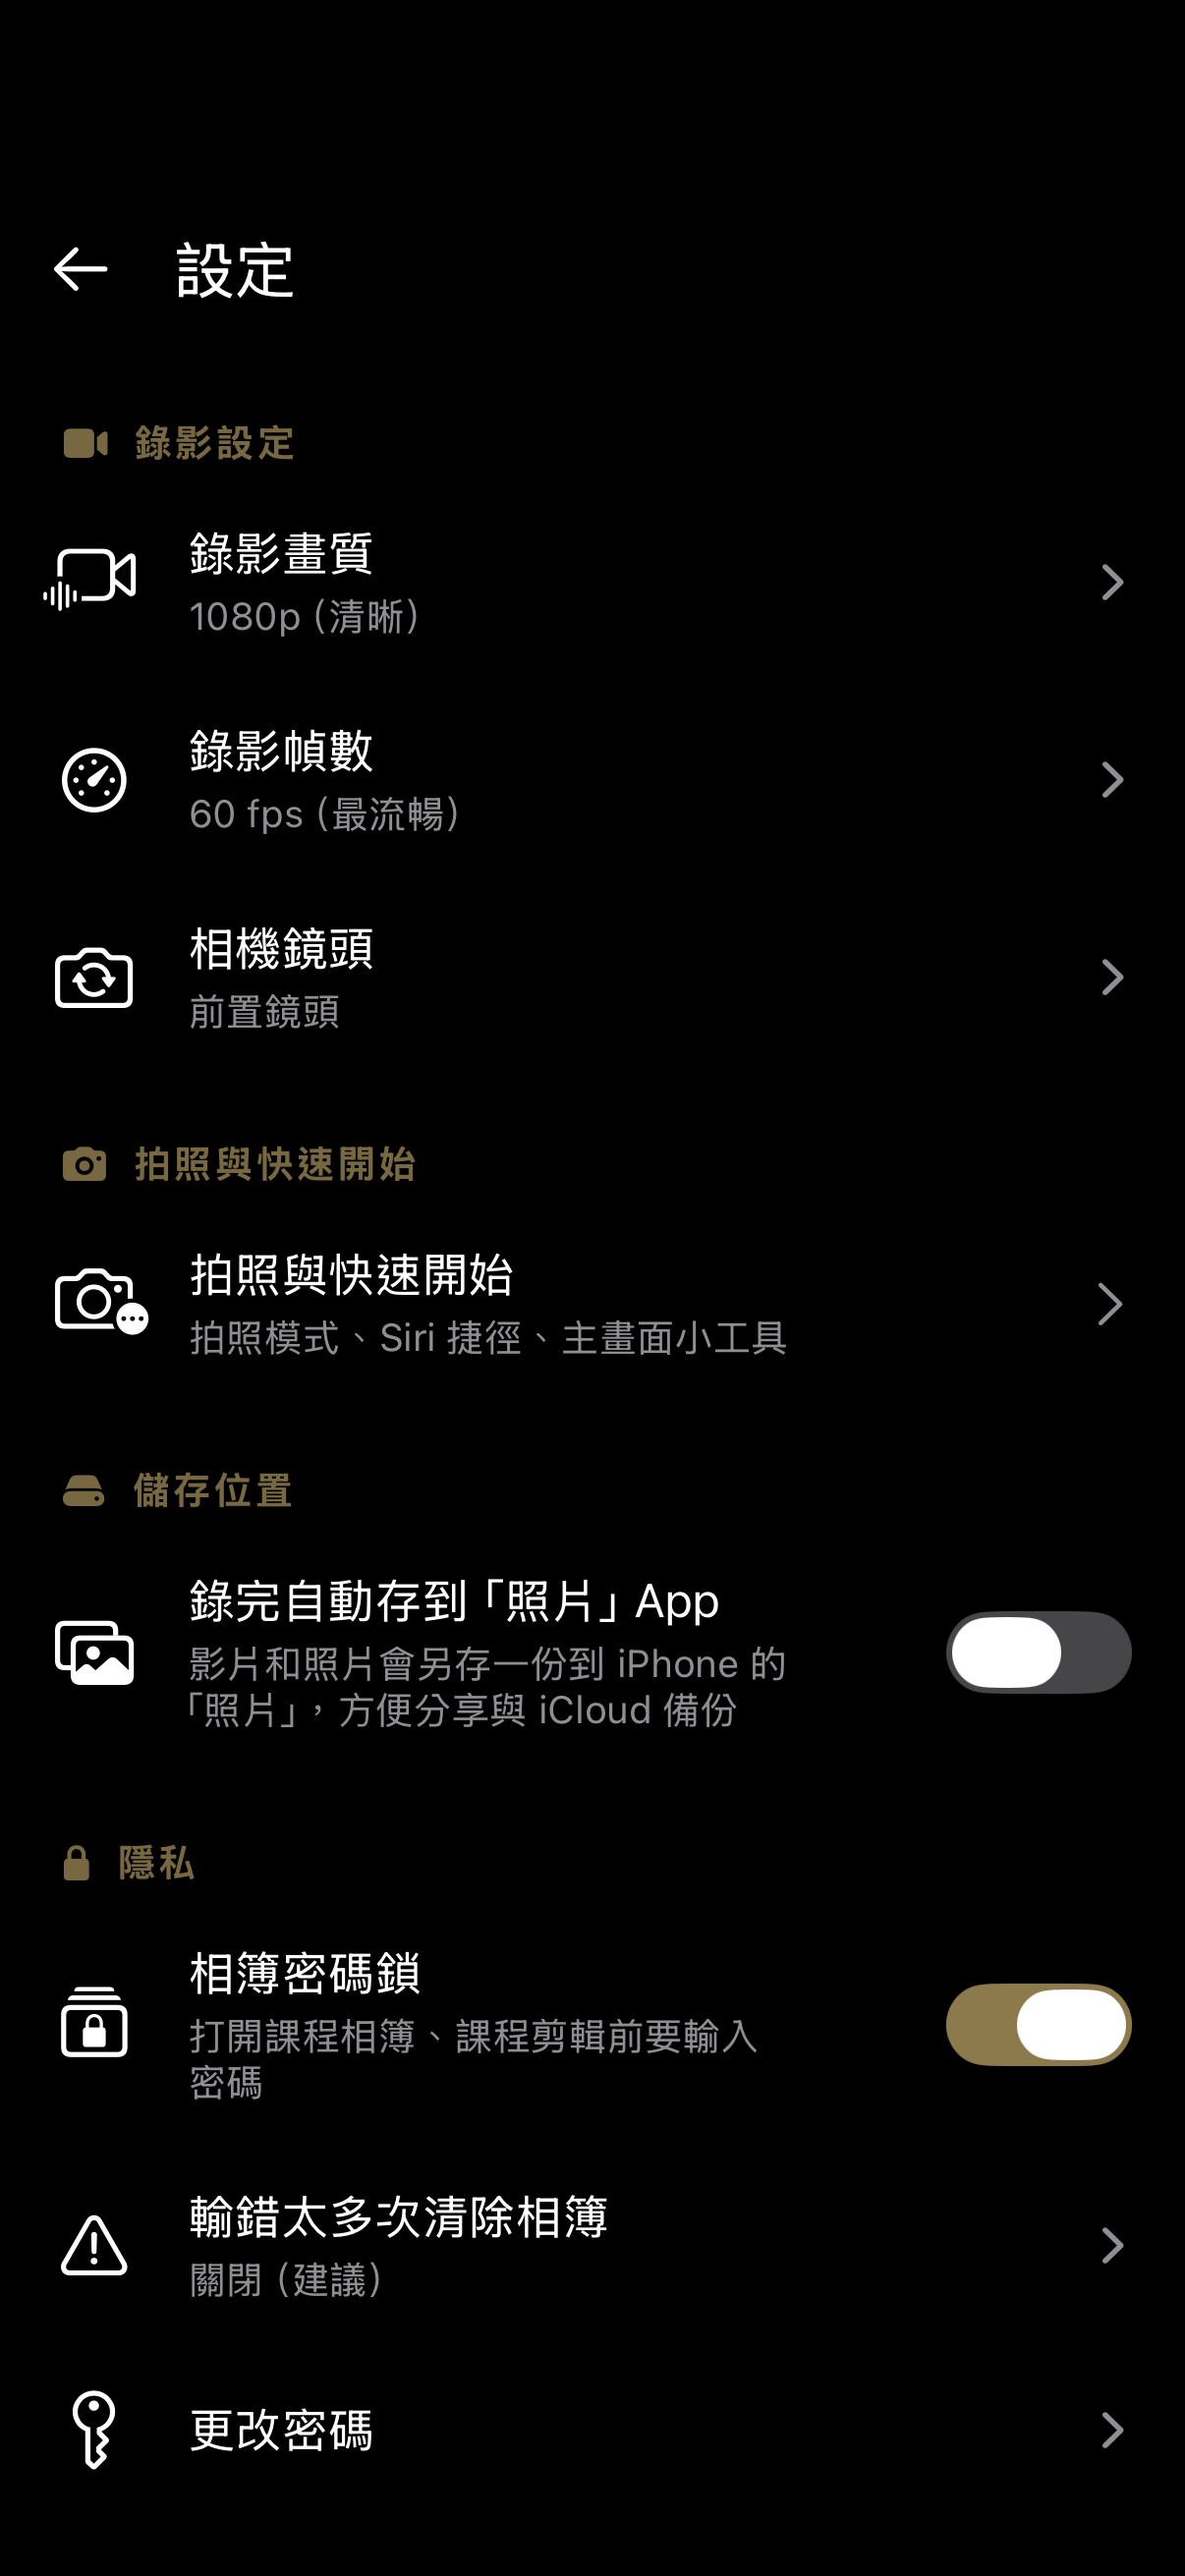 設定
錄影設定
錄影畫質
1080p（清晰）
錄影幀數
60 fps（最流暢）
相機鏡頭
前置鏡頭
拍照與快速開始
拍照與快速開始
拍照模式、Siri 捷徑、主畫面小工具
儲存位置
錄完自動存到「照片」App
影片和照片會另存一份到 iPhone 的
「照片」，方便分享與 iCloud 備份
隱私
相簿密碼鎖
打開課程相簿、課程剪輯前要輸入
密碼
輸錯太多次清除相簿
關閉（建議）
更改密碼